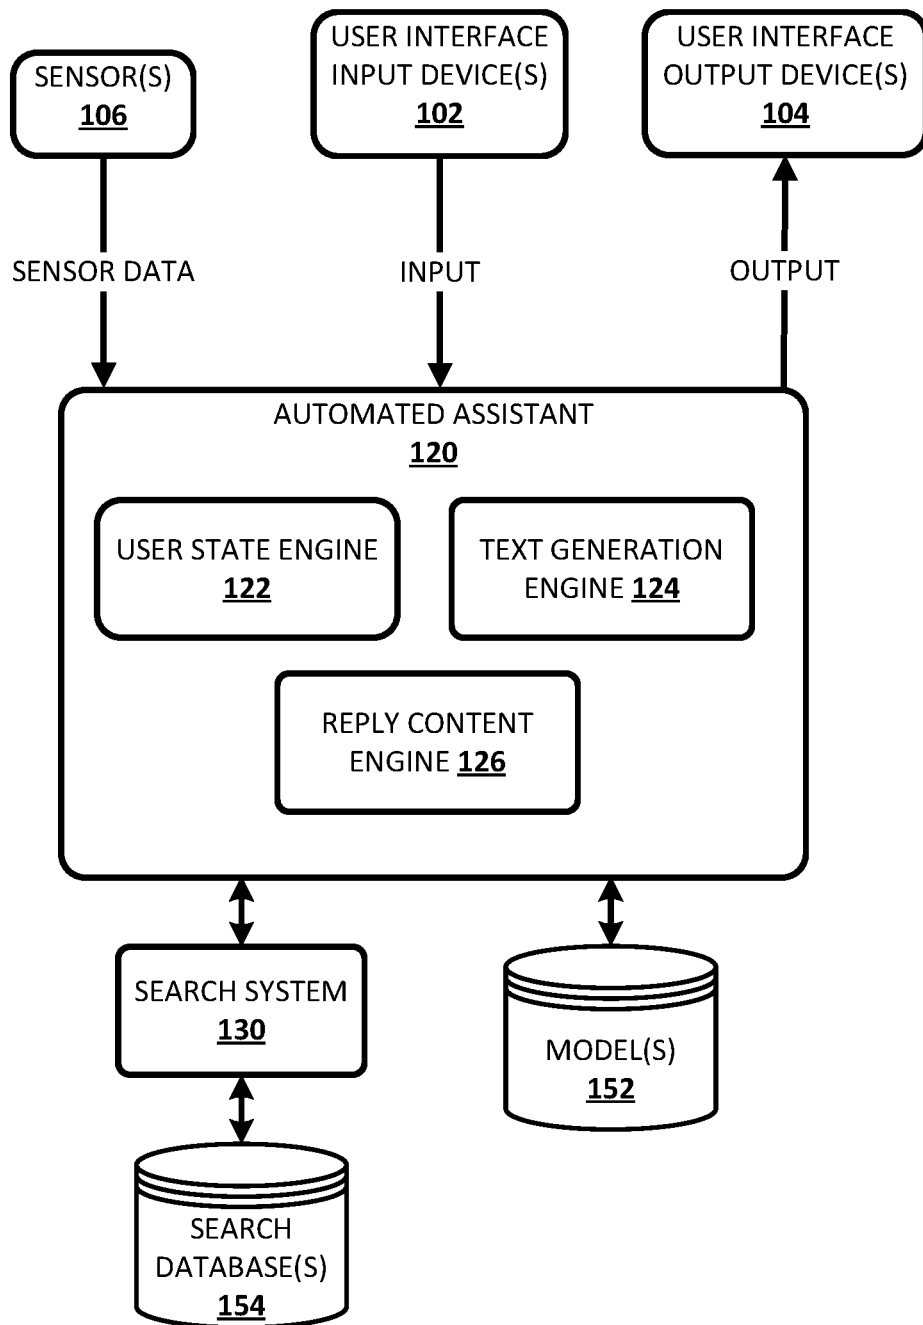 SENSOR(S)
106
USER INTERFACE
INPUT DEVICE(S)
102
USER INTERFACE
OUTPUT DEVICE(S)
104
SENSOR DATA
INPUT
OUTPUT
AUTOMATED ASSISTANT
120
USER STATE ENGINE
122
TEXT GENERATION
ENGINE 124
REPLY CONTENT
ENGINE 126
SEARCH SYSTEM
130
MODEL(S)
152
SEARCH
DATABASE(S)
154